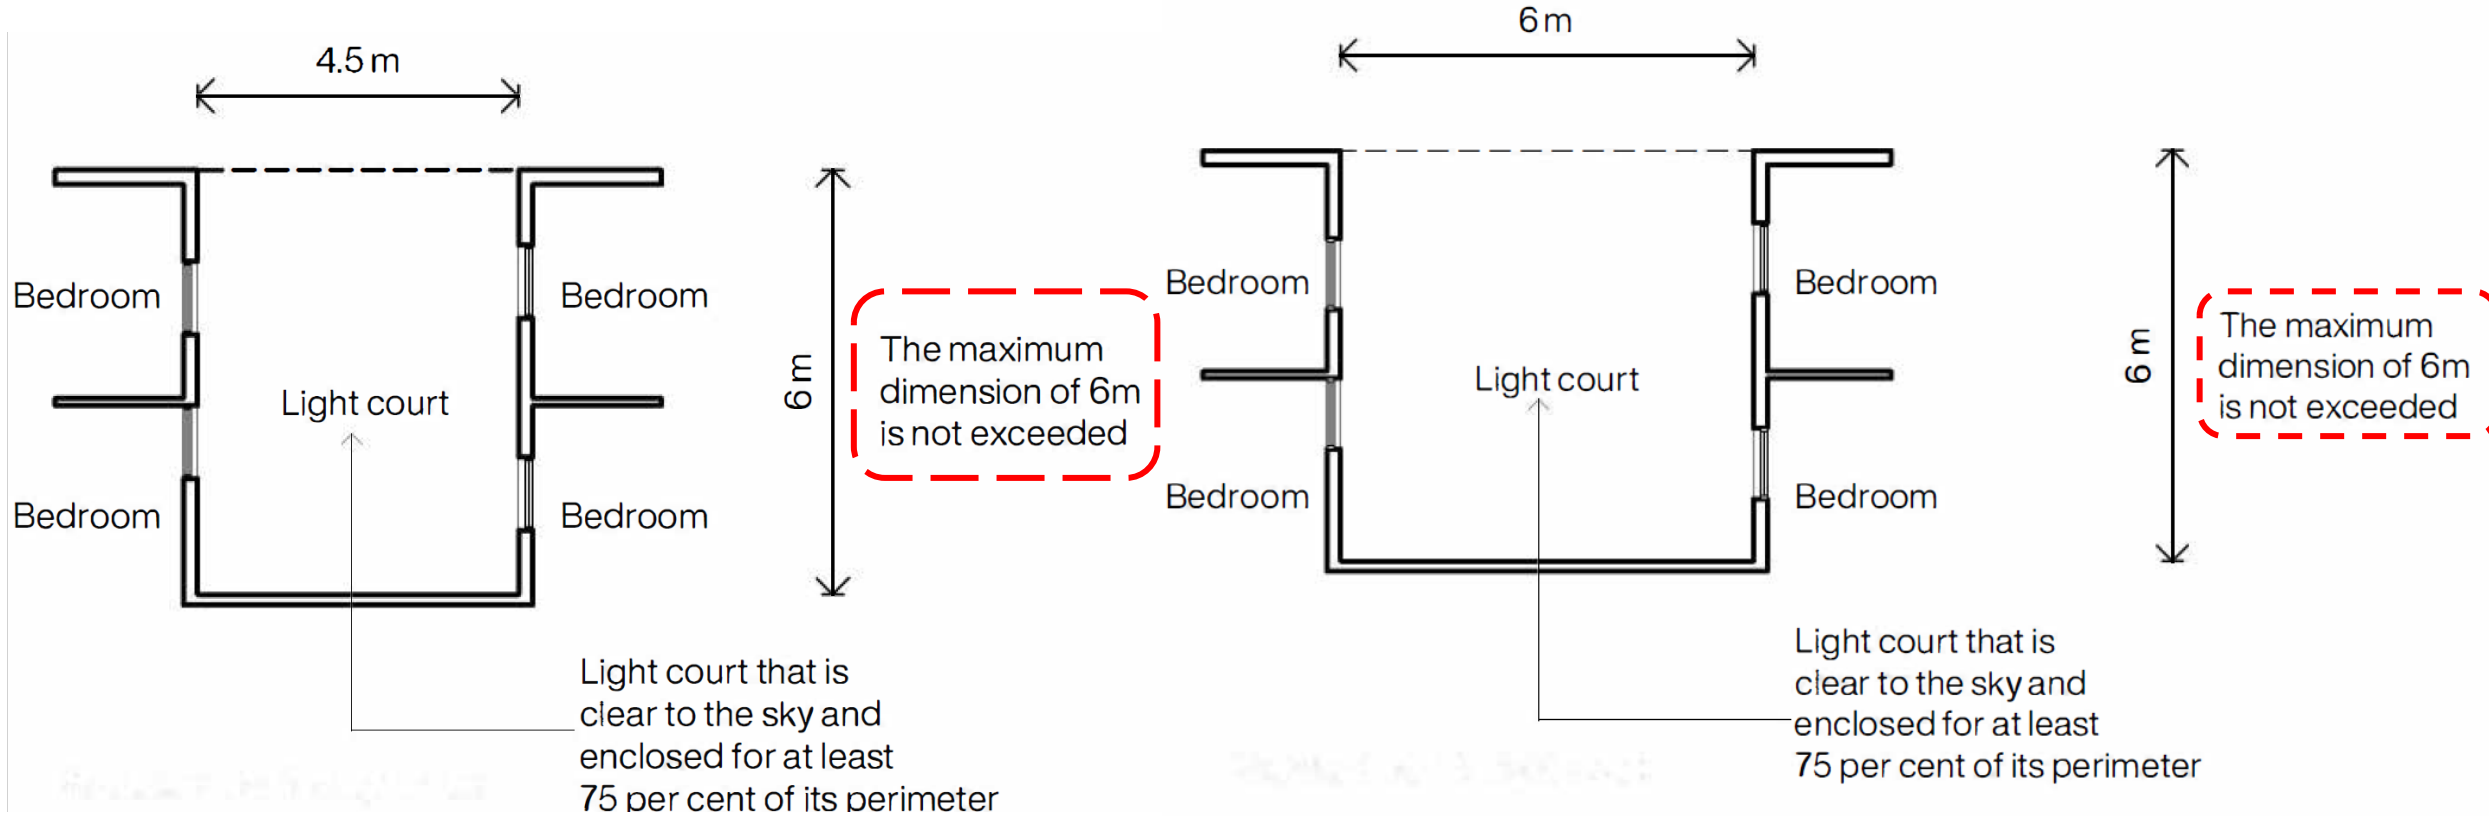 4.5 m
Bedroom
Bedroom
Light court
Bedroom
Bedroom
6 m
The maximum
dimension of 6m
is not exceeded
Light court that is
clear to the sky and
enclosed for at least
75 per cent of its perimeter
6 m
Bedroom
Bedroom
Light court
Bedroom
Bedroom
6 m
The maximum
dimension of 6m
is not exceeded
Light court that is
clear to the sky and
enclosed for at least
75 per cent of its perimeter